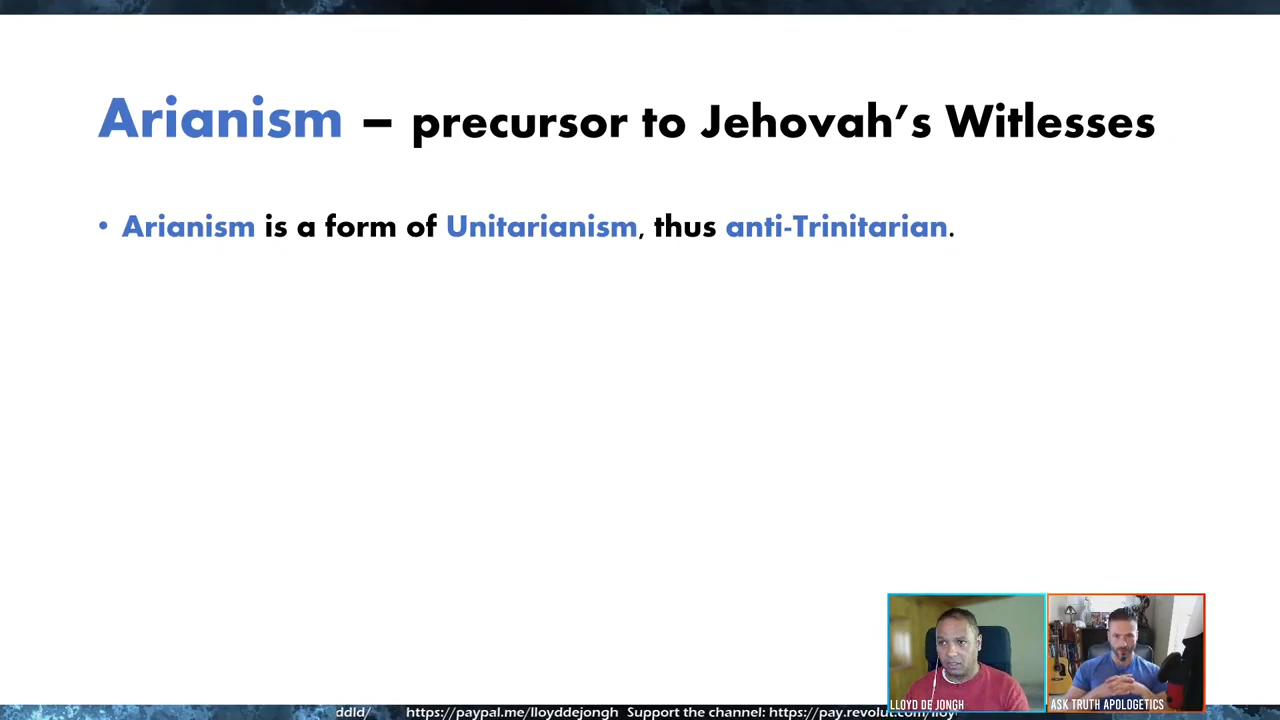 Arianism – precursor to Jehovah's Witlesses
• Arianism is a form of Unitarianism, thus anti-Trinitarian.
LLOYD DE JONGH
ASK TRUTH APOLOGETICS
ddld/ https://paypal.me/lloyddejongh Support the channel: https://pay.revolut.com/lloy